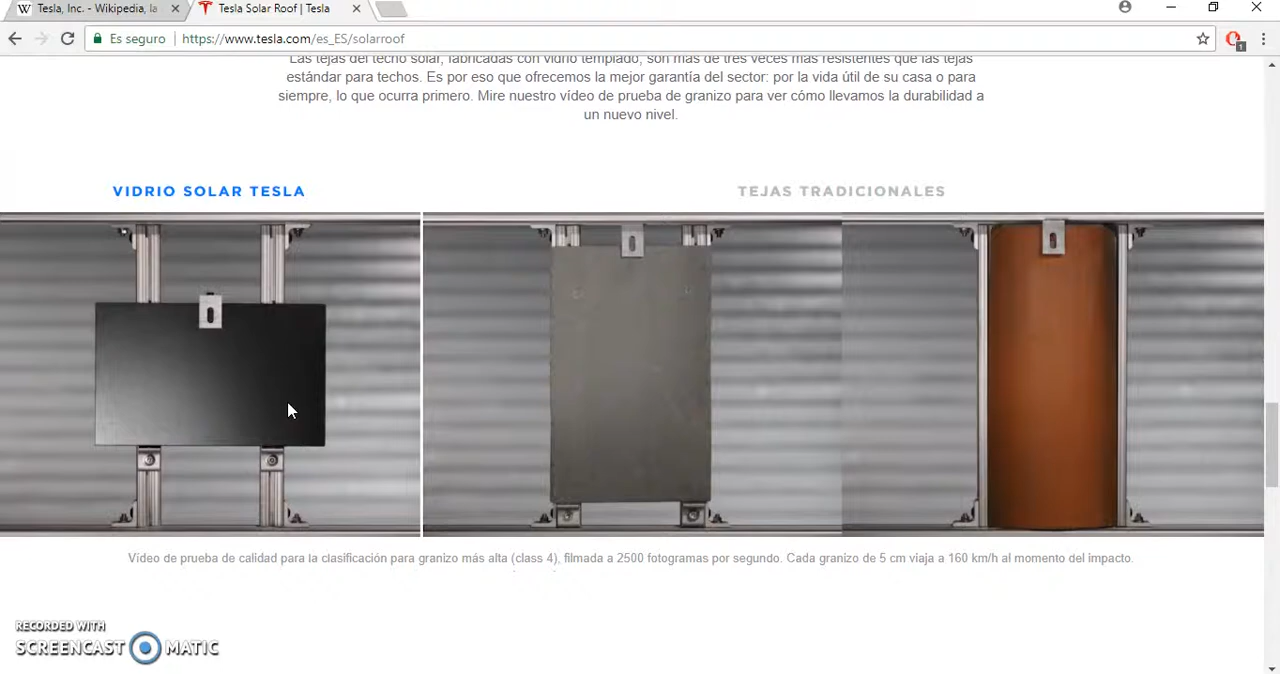 Tesla, Inc. - Wikipedia, la
Tesla Solar Roof | Tesla
Es seguro
https://www.tesla.com/es_ES/solarroof
1
Las tejas del techo solar, fabricadas con vidrio templado, son más de tres veces más resistentes que las tejas
estándar para techos. Es por eso que ofrecemos la mejor garantía del sector: por la vida útil de su casa o para
siempre, lo que ocurra primero. Mire nuestro vídeo de prueba de granizo para ver cómo llevamos la durabilidad a
un nuevo nivel.
VIDRIO SOLAR TESLA
TEJAS TRADICIONALES
Vídeo de prueba de calidad para la clasificación para granizo más alta (class 4), filmada a 2500 fotogramas por segundo. Cada granizo de 5 cm viaja a 160 km/h al momento del impacto.
RECORDED WITH
SCREENCAST MATIC